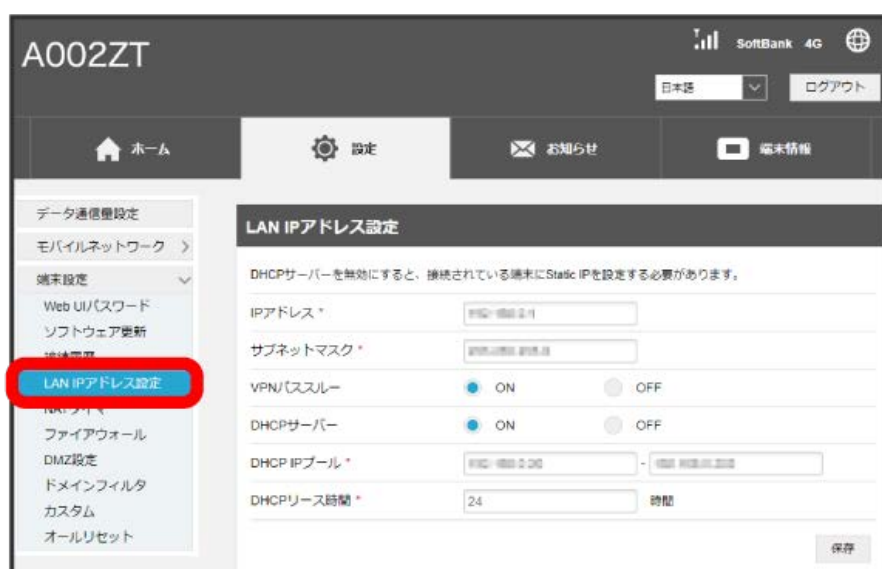 A002ZT
SoftBank 4G
日本語
ログアウト
ホーム
設定
お知らせ
端末情報
データ通信量設定
モバイルネットワーク
端末設定
Web UIパスワード
ソフトウェア更新
LAN IPアドレス設定
ファイアウォール
DMZ設定
ドメインフィルタ
カスタム
オールリセット
LAN IPアドレス設定
DHCPサーバーを無効にすると、接続されている端末にStatic IPを設定する必要があります。
IPアドレス *
サブネットマスク *
VPNパススルー ON OFF
DHCPサーバー ON OFF
DHCP IPプール * -
DHCPリース時間 * 24 時間
保存